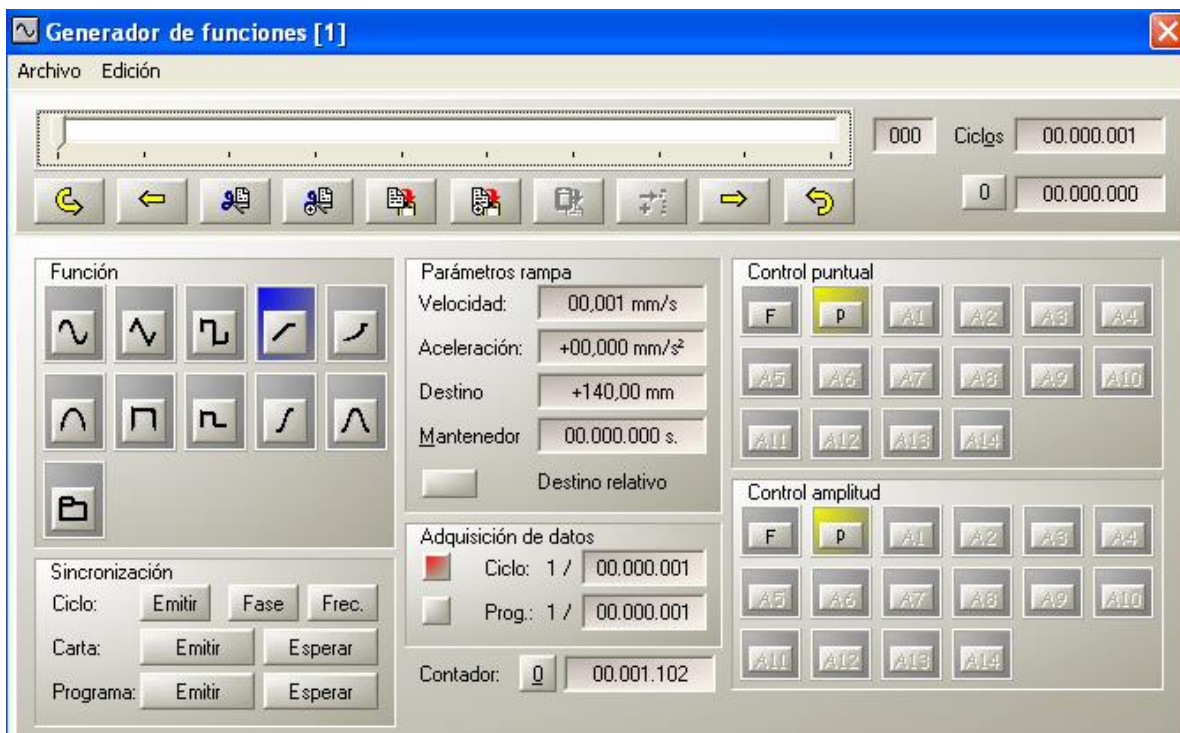 Generador de funciones [1]
Archivo Edición
000 Ciclos 00.000.001
0 00.000.000
Función
Parámetros rampa
Velocidad: 00,001 mm/s
Aceleración: +00,000 mm/s²
Destino +140,00 mm
Mantenedor 00.000.000 s.
Destino relativo
Control puntual
F P A1 A2 A3 A4
A5 A6 A7 A8 A9 A10
A11 A12 A13 A14
Adquisición de datos
Ciclo: 1 / 00.000.001
Prog.: 1 / 00.000.001
Contador: 0 00.001.102
Control amplitud
F P A1 A2 A3 A4
A5 A6 A7 A8 A9 A10
A11 A12 A13 A14
Sincronización
Ciclo: Emitir Fase Frec.
Carta: Emitir Esperar
Programa: Emitir Esperar